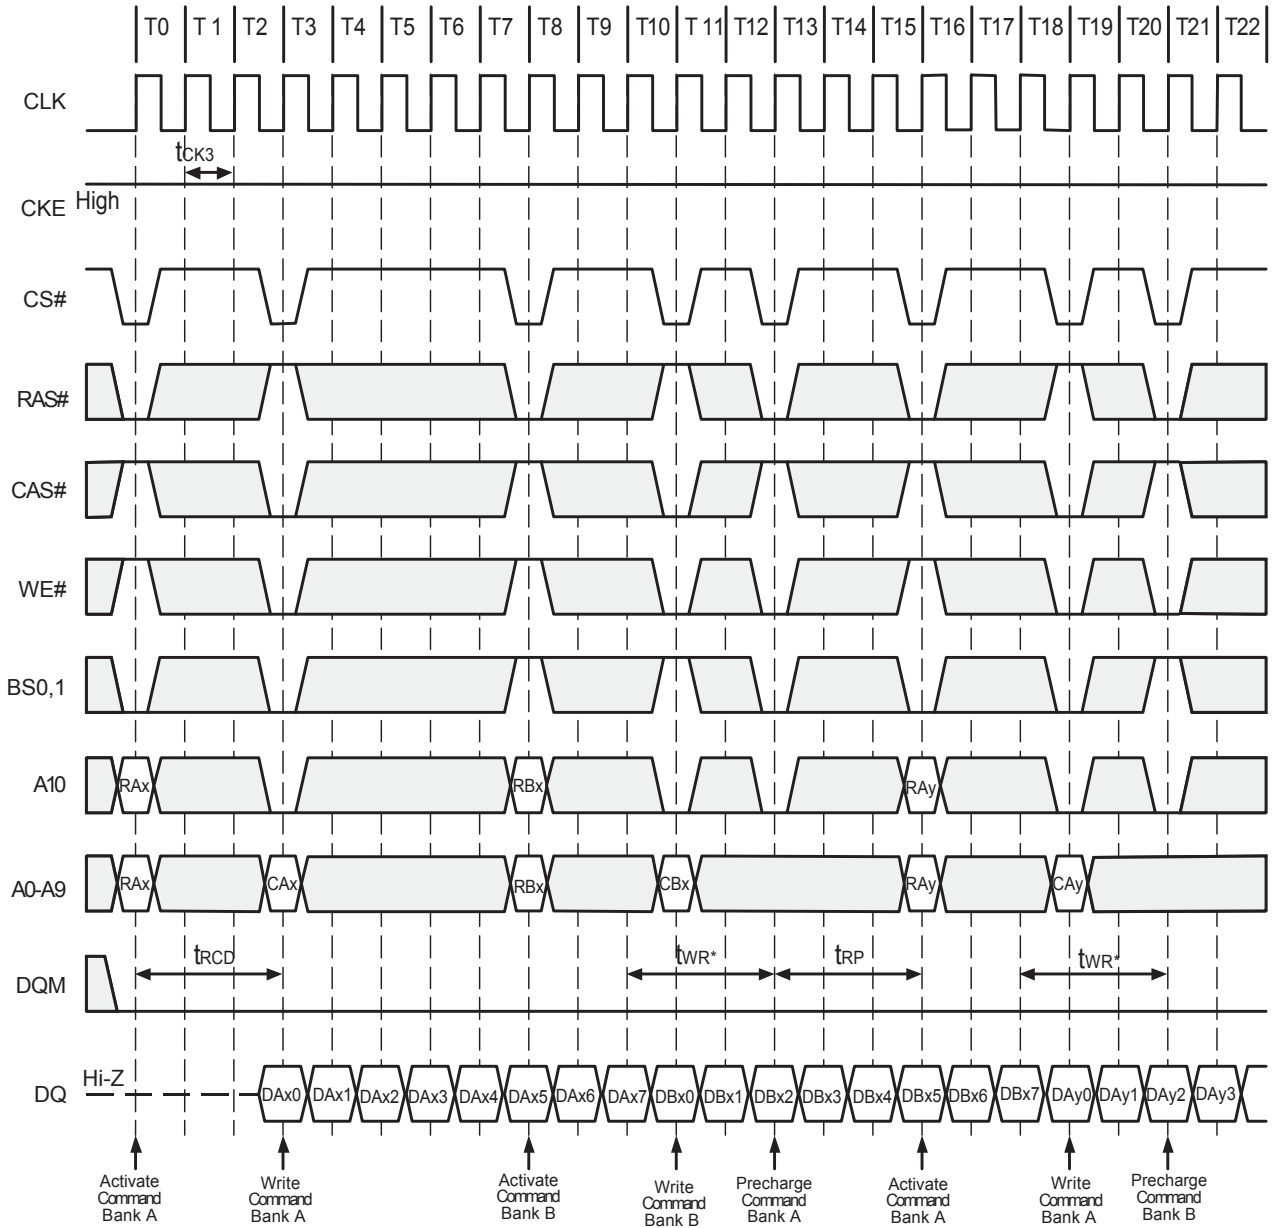 T0 T 1 T2 T3 T4 T5 T6 T7 T8 T9 T10 T 11 T12 T13 T14 T15 T16 T17 T18 T19 T20 T21 T22
CLK
tCK3
CKE High
CS#
RAS#
CAS#
WE#
BS0,1
A10 RAx RBx RAy
A0-A9 RAx CAx RBx CBx RAy CAy
tRCD tWR* tRP tWR*
DQM
Hi-Z
DQ DAx0 DAx1 DAx2 DAx3 DAx4 DAx5 DAx6 DAx7 DBx0 DBx1 DBx2 DBx3 DBx4 DBx5 DBx6 DBx7 DAy0 DAy1 DAy2 DAy3
Activate Command Bank A
Write Command Bank A
Activate Command Bank B
Write Command Bank B
Precharge Command Bank A
Activate Command Bank A
Write Command Bank A
Precharge Command Bank B